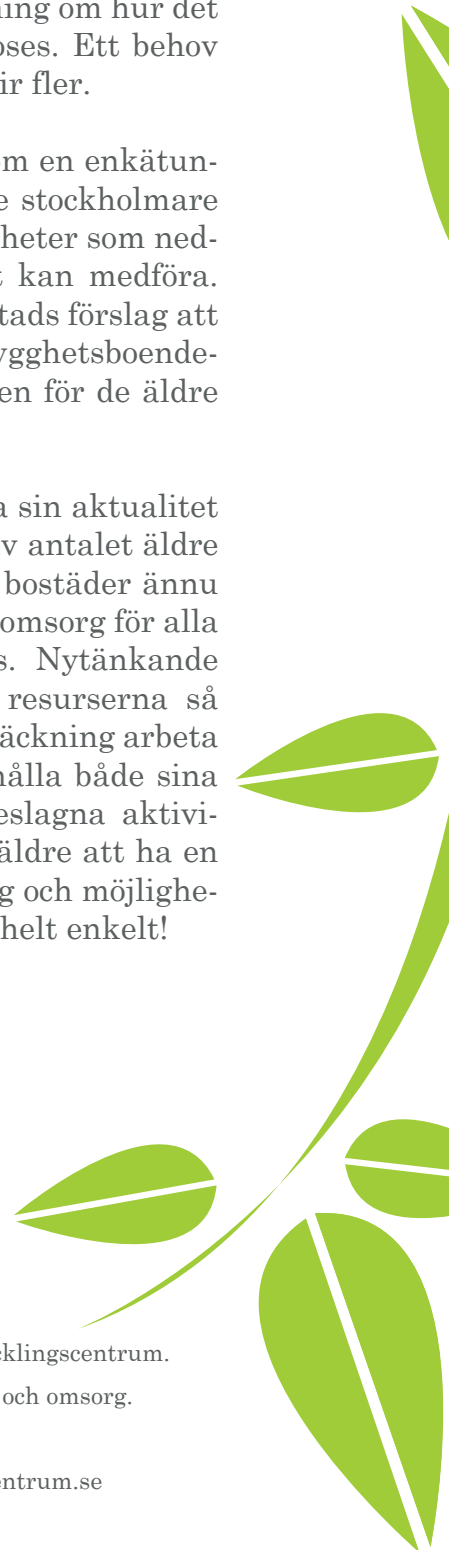 ning om hur det
oses. Ett behov
ir fler.
om en enkätun-
e stockholmare
heter som ned-
t kan medföra.
tads förslag att
ygghetsboende-
en för de äldre
a sin aktualitet
v antalet äldre
bostäder ännu
omsorg för alla
s. Nytänkande
resurserna så
äckning arbeta
hålla både sina
eslagna aktivi-
äldre att ha en
g och möjlighe-
helt enkelt!
cklingscentrum.
och omsorg.
entrum.se